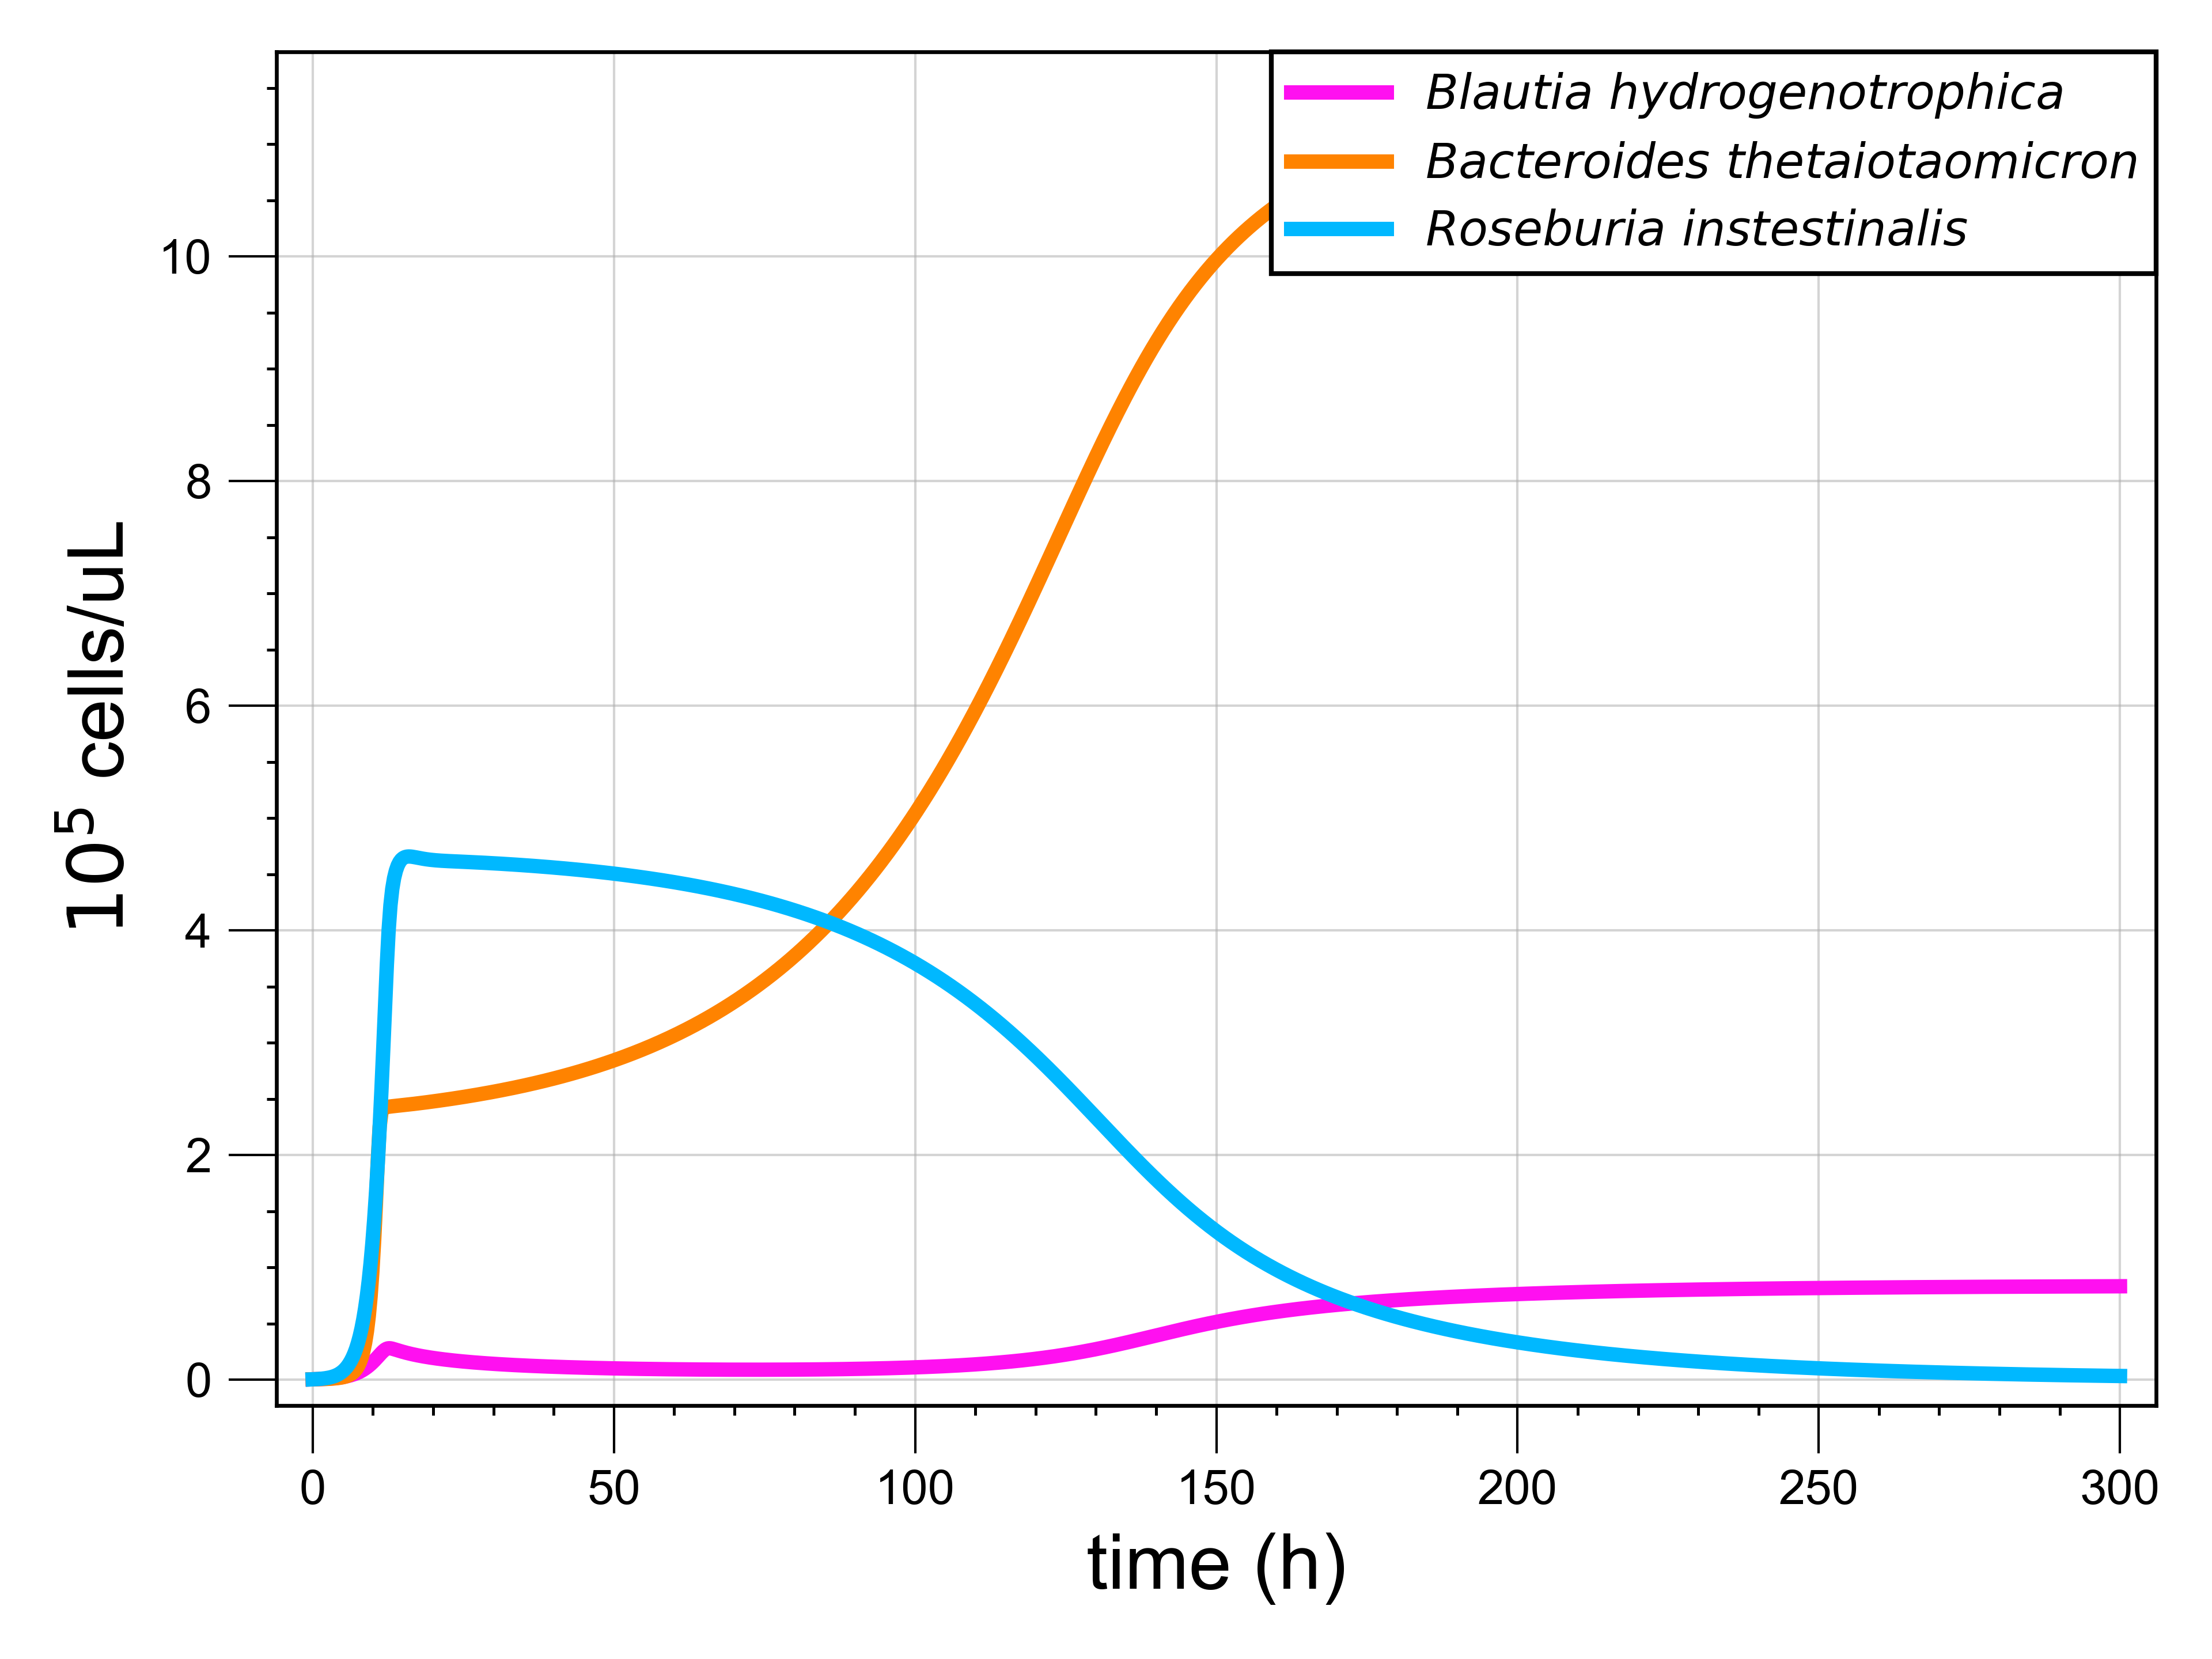 Blautia hydrogenotrophica
Bacteroides thetaiotaomicron
Roseburia instestinalis
10
8
6
4
2
0
10⁵ cells/uL
0 50 100 150 200 250 300
time (h)